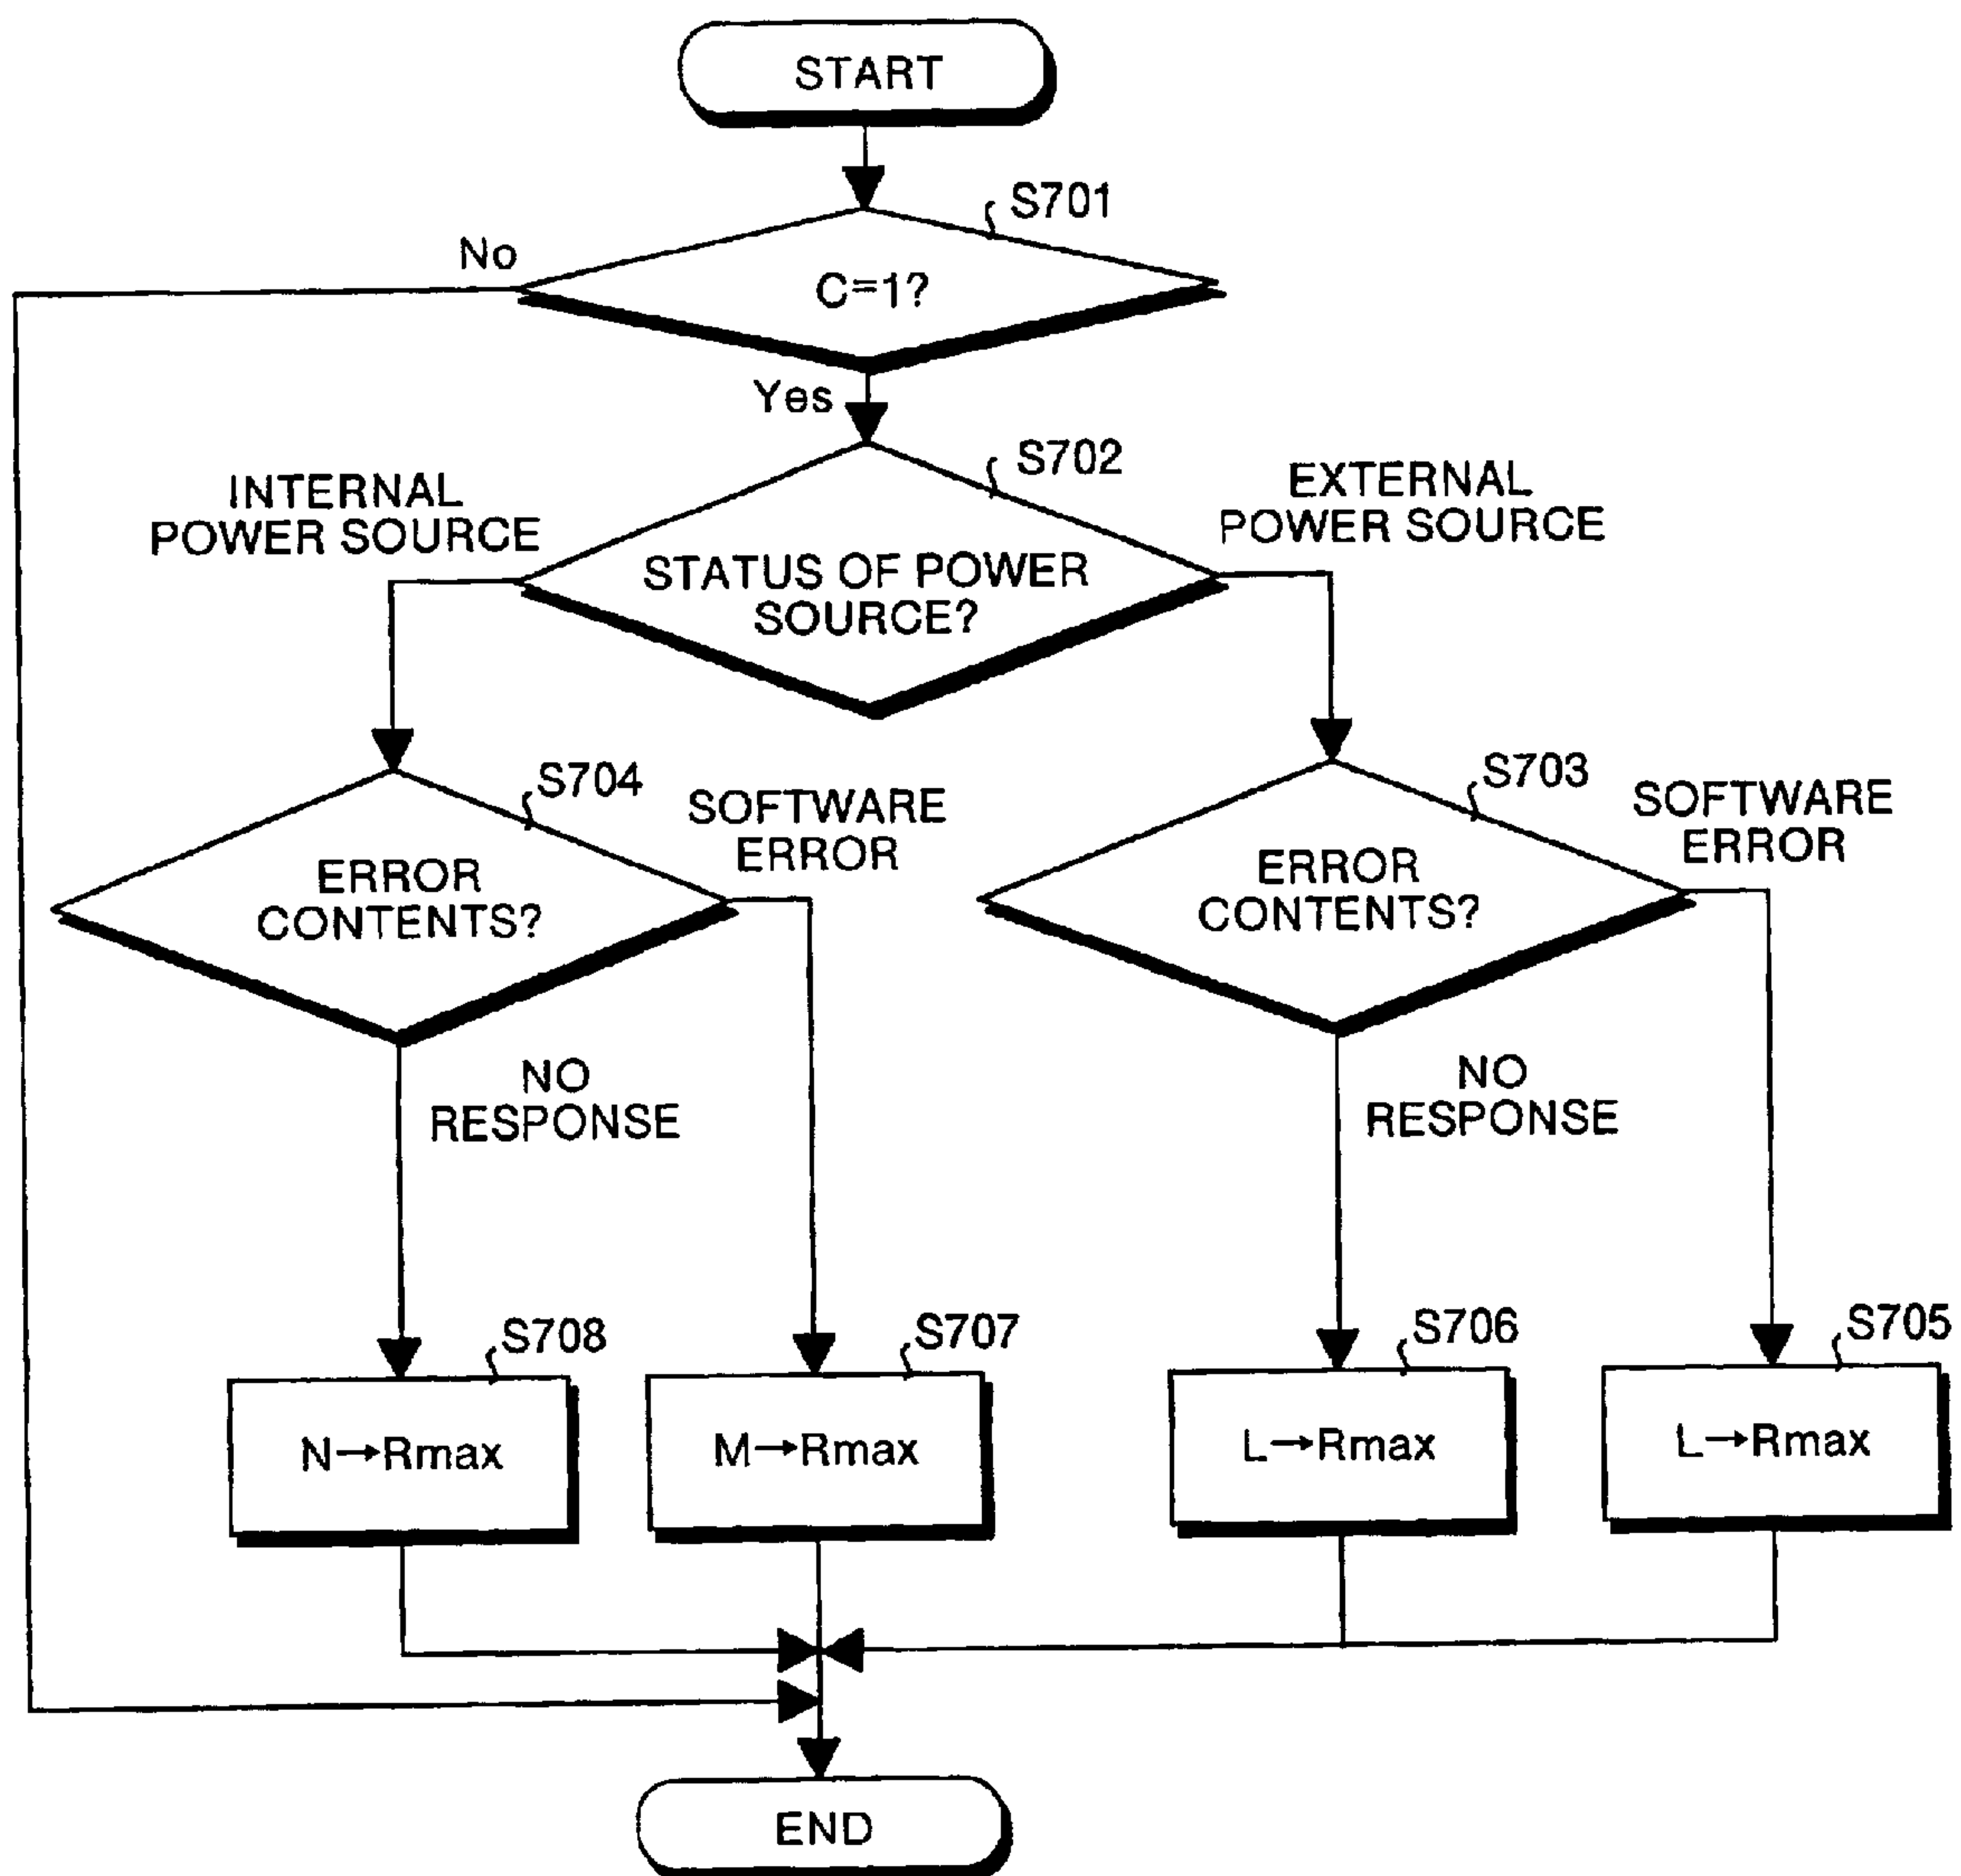 START
S701
No
C=1?
Yes
S702
INTERNAL
POWER SOURCE
EXTERNAL
POWER SOURCE
STATUS OF POWER
SOURCE?
S704
SOFTWARE
ERROR
S703
SOFTWARE
ERROR
ERROR
CONTENTS?
ERROR
CONTENTS?
NO
RESPONSE
NO
RESPONSE
S708
S707
S706
S705
N→Rmax
M→Rmax
L→Rmax
L→Rmax
END